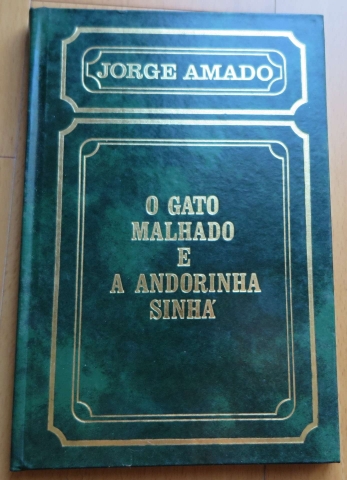 JORGE AMADO
O GATO
MALHADO
E
A ANDORINHA
SINHÁ